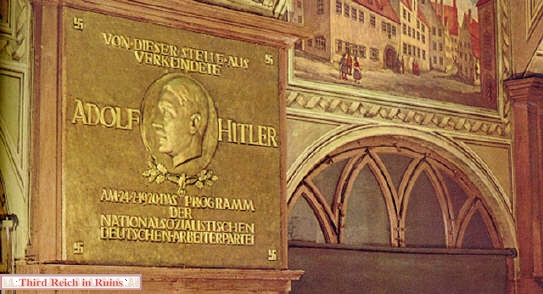 VON·DIESER·STELLE·AUS
VERKÜNDETE
ADOLF HITLER
AM·24·2·1920·DAS·PROGRAMM
DER
NATIONALSOZIALISTISCHEN
DEUTSCHEN·ARBEITERPARTEI
Third Reich in Ruins